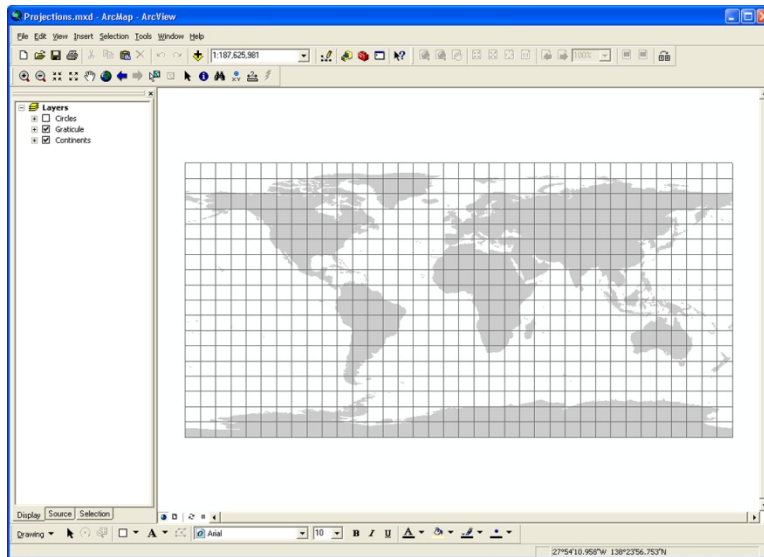 Projections.mxd - ArcMap - ArcView
File Edit View Insert Selection Tools Window Help
1:187,625,981
100%
Layers
Circles
Graticule
Continents
Display Source Selection
Drawing A Arial 10 B I U A
27°54'10.958"W 138°23'56.753"N